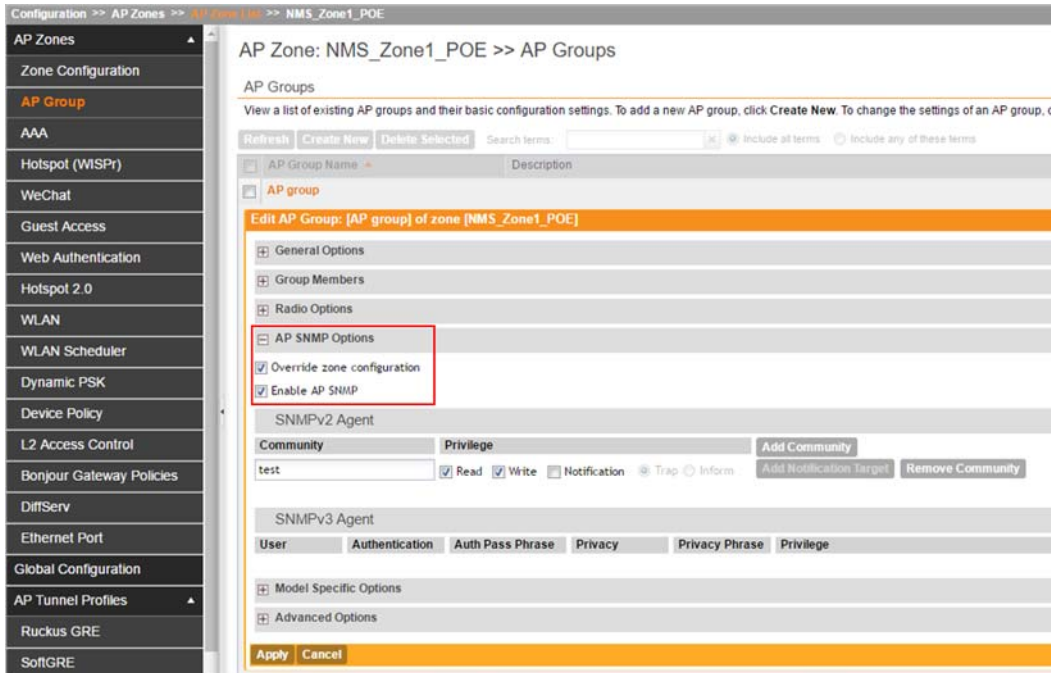 Configuration >> AP Zones >> AP Zone List >> NMS_Zone1_POE
AP Zones
Zone Configuration
AP Group
AAA
Hotspot (WISPr)
WeChat
Guest Access
Web Authentication
Hotspot 2.0
WLAN
WLAN Scheduler
Dynamic PSK
Device Policy
L2 Access Control
Bonjour Gateway Policies
DiffServ
Ethernet Port
Global Configuration
AP Tunnel Profiles
Ruckus GRE
SoftGRE
AP Zone: NMS_Zone1_POE >> AP Groups
AP Groups
View a list of existing AP groups and their basic configuration settings. To add a new AP group, click Create New. To change the settings of an AP group,
Refresh Create New Delete Selected Search terms: Include all terms Include any of these terms
AP Group Name Description
AP group
Edit AP Group: [AP group] of zone [NMS_Zone1_POE]
General Options
Group Members
Radio Options
AP SNMP Options
Override zone configuration
Enable AP SNMP
SNMPv2 Agent
Community Privilege Add Community
test Read Write Notification Trap Inform Add Notification Target Remove Community
SNMPv3 Agent
User Authentication Auth Pass Phrase Privacy Privacy Phrase Privilege
Model Specific Options
Advanced Options
Apply Cancel